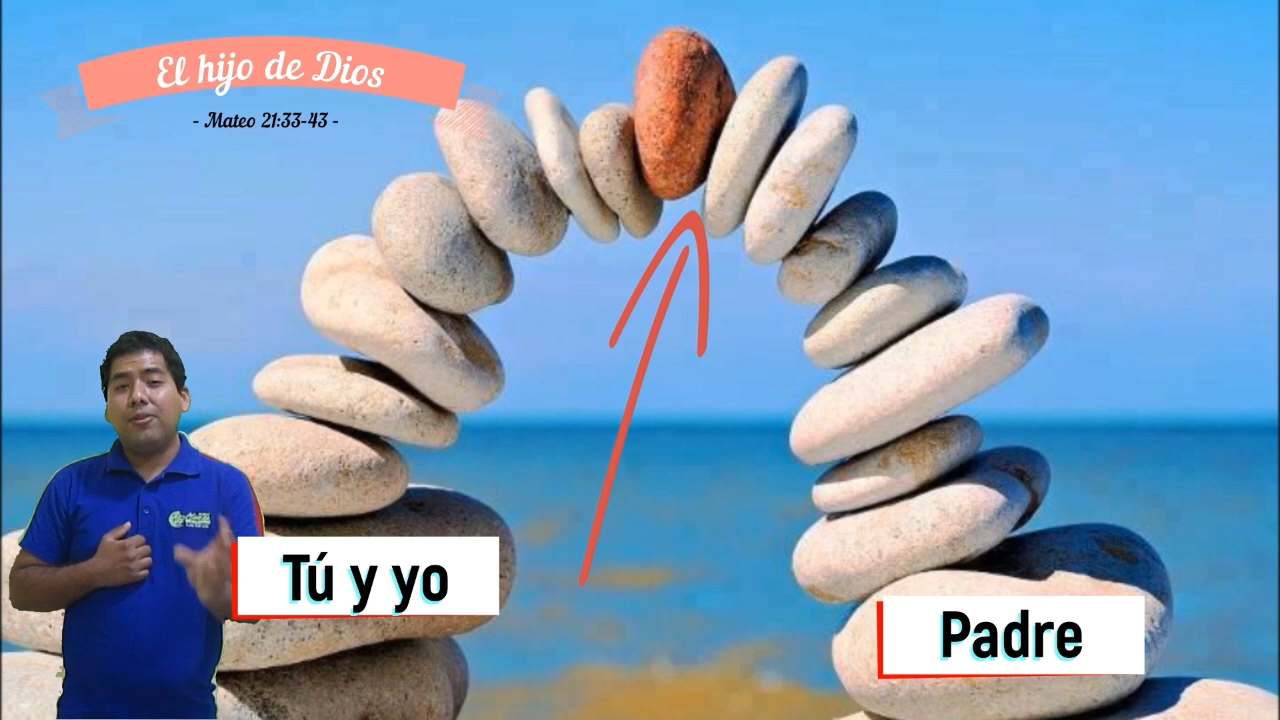 El hijo de Dios
- Mateo 21:33-43 -
Tú y yo
Padre